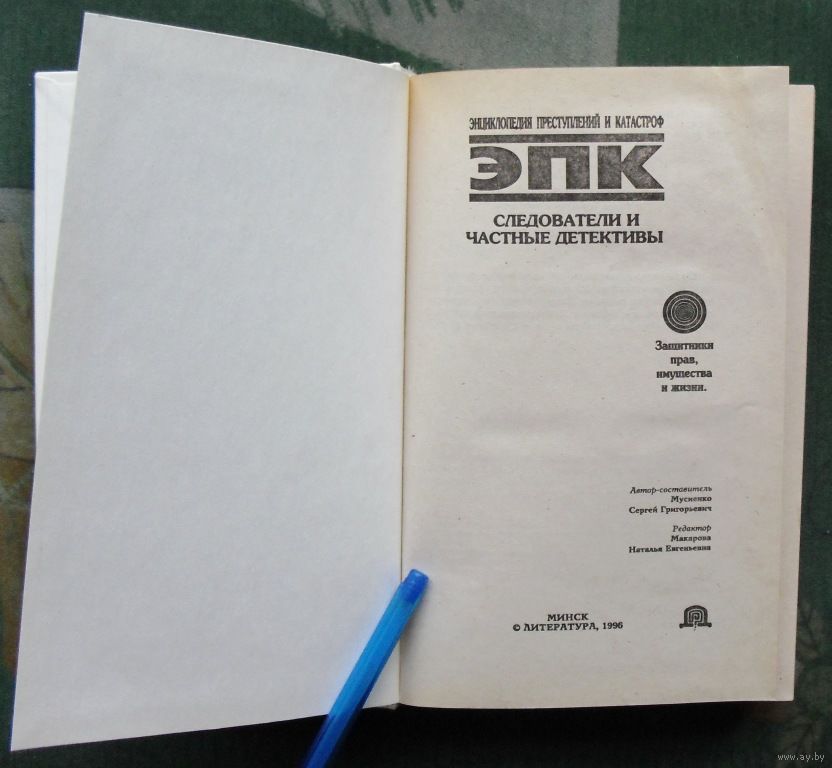 ЭНЦИКЛОПЕДИЯ ПРЕСТУПЛЕНИЙ И КАТАСТРОФ
ЭПК
СЛЕДОВАТЕЛИ И
ЧАСТНЫЕ ДЕТЕКТИВЫ
Защитники
прав,
имущества
и жизни.
Автор-составитель
Мусиенко
Сергей Григорьевич
Редактор
Макарова
Наталья Евгеньевна
МИНСК
© ЛИТЕРАТУРА, 1996
www.ay.by